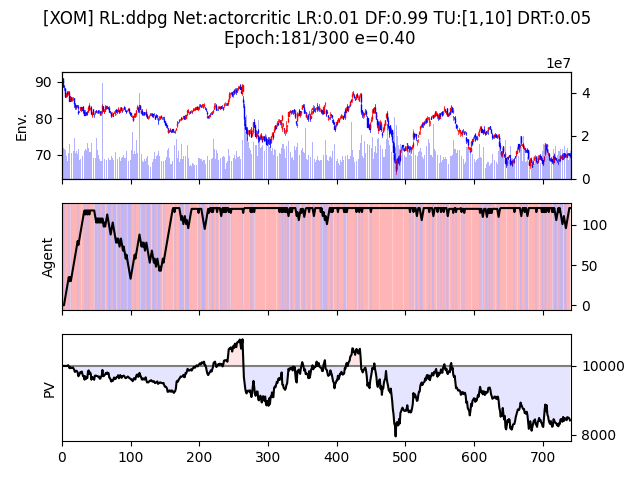 [XOM] RL:ddpg Net:actorcritic LR:0.01 DF:0.99 TU:[1,10] DRT:0.05
Epoch:181/300 e=0.40
1e7
90
80
70
Env.
4
2
0
Agent
100
50
0
PV
10000
8000
0 100 200 300 400 500 600 700